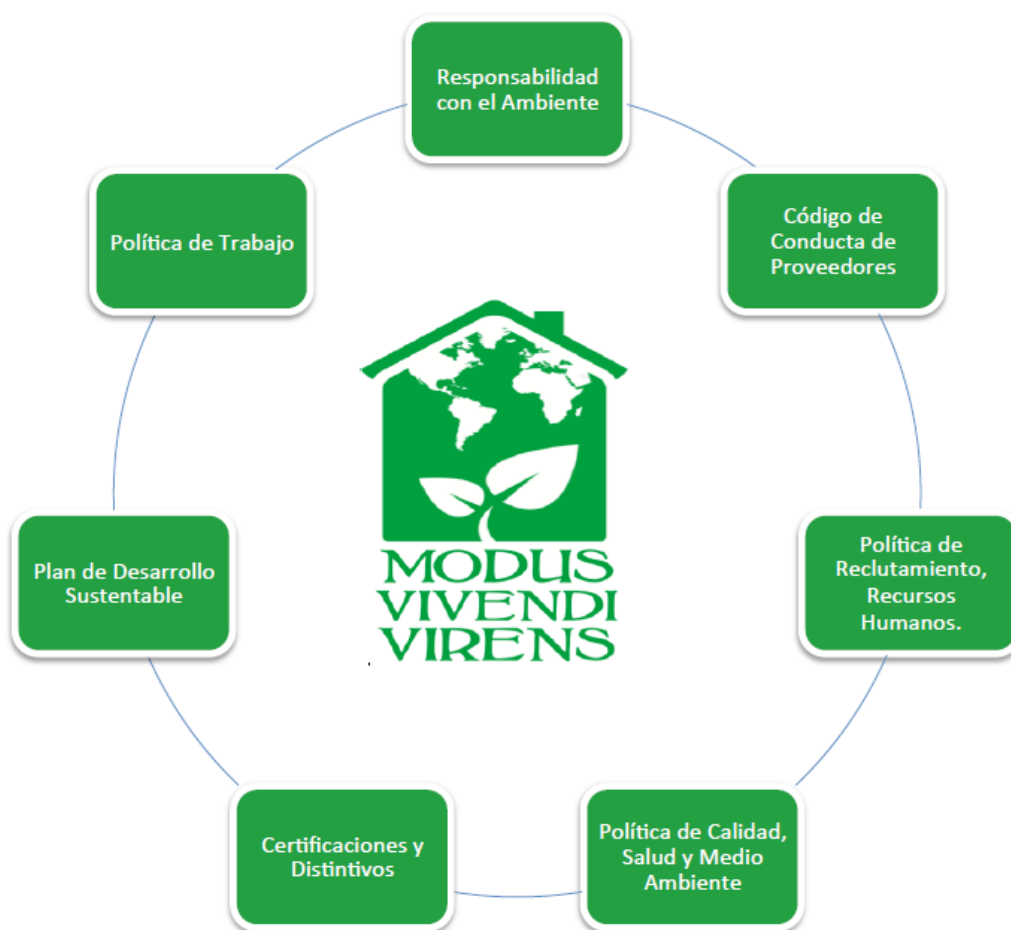 Responsabilidad
con el Ambiente
Código de
Conducta de
Proveedores
Política de
Reclutamiento,
Recursos
Humanos.
Política de Calidad,
Salud y Medio
Ambiente
Certificaciones y
Distintivos
Plan de Desarrollo
Sustentable
Política de Trabajo
MODUS
VIVENDI
VIRENS